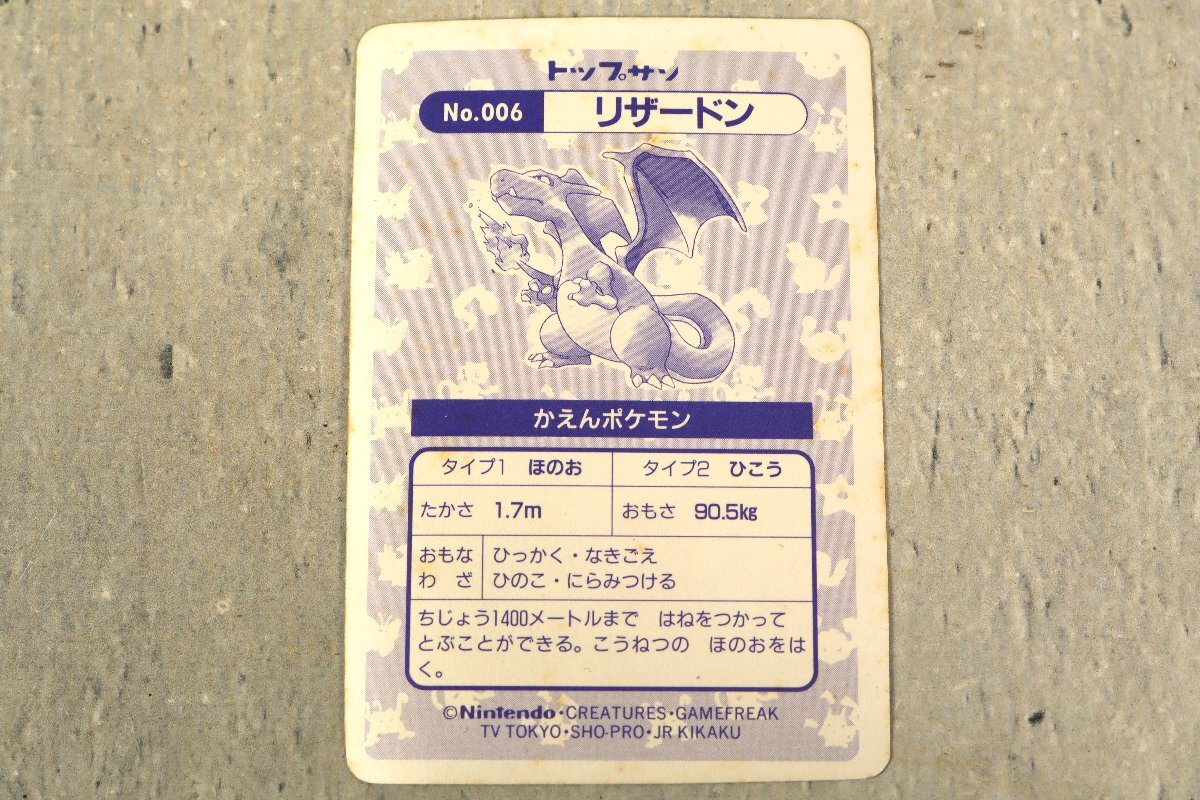 トップサン
No.006 リザードン
かえんポケモン
タイプ1 ほのお タイプ2 ひこう
たかさ 1.7m おもさ 90.5kg
おもな ひっかく・なきごえ
わ ざ ひのこ・にらみつける
ちじょう1400メートルまで はねをつかって
とぶことができる。こうねつの ほのおをは
く。
©Nintendo・CREATURES・GAMEFREAK
TV TOKYO・SHO-PRO・JR KIKAKU